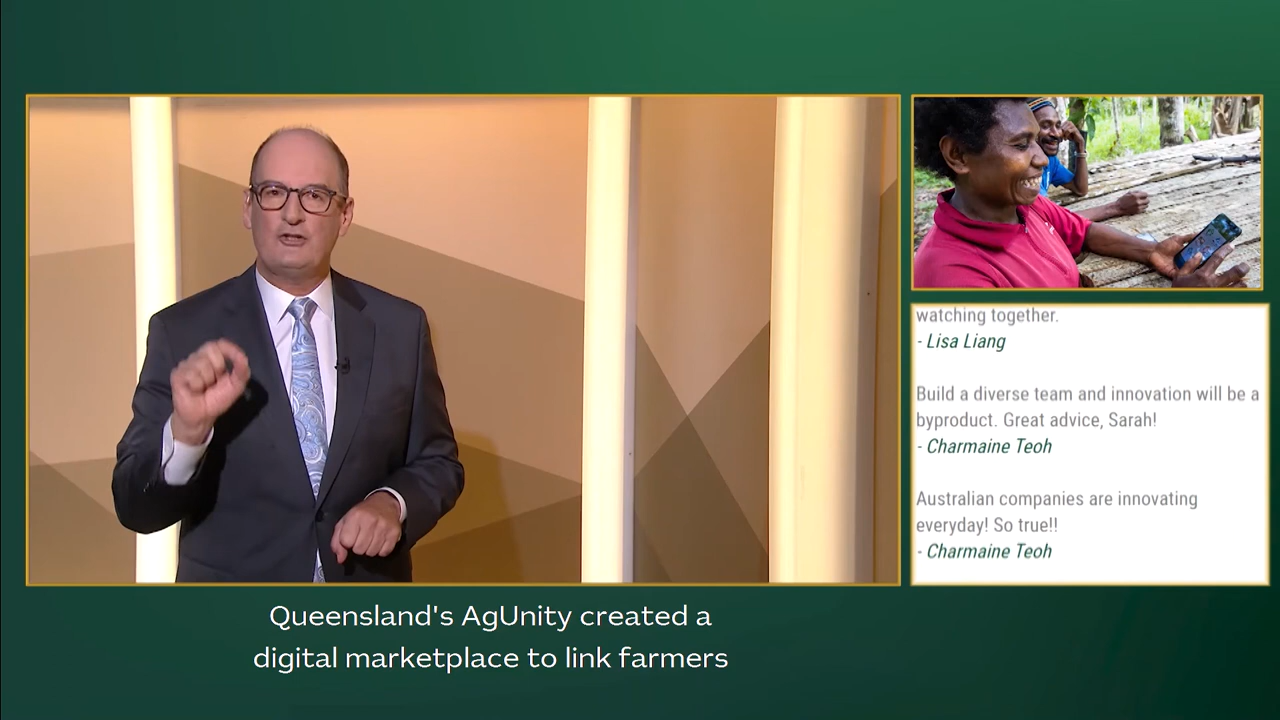 watching together.
- Lisa Liang
Build a diverse team and innovation will be a
byproduct. Great advice, Sarah!
- Charmaine Teoh
Australian companies are innovating
everyday! So true!!
- Charmaine Teoh
Queensland's AgUnity created a
digital marketplace to link farmers